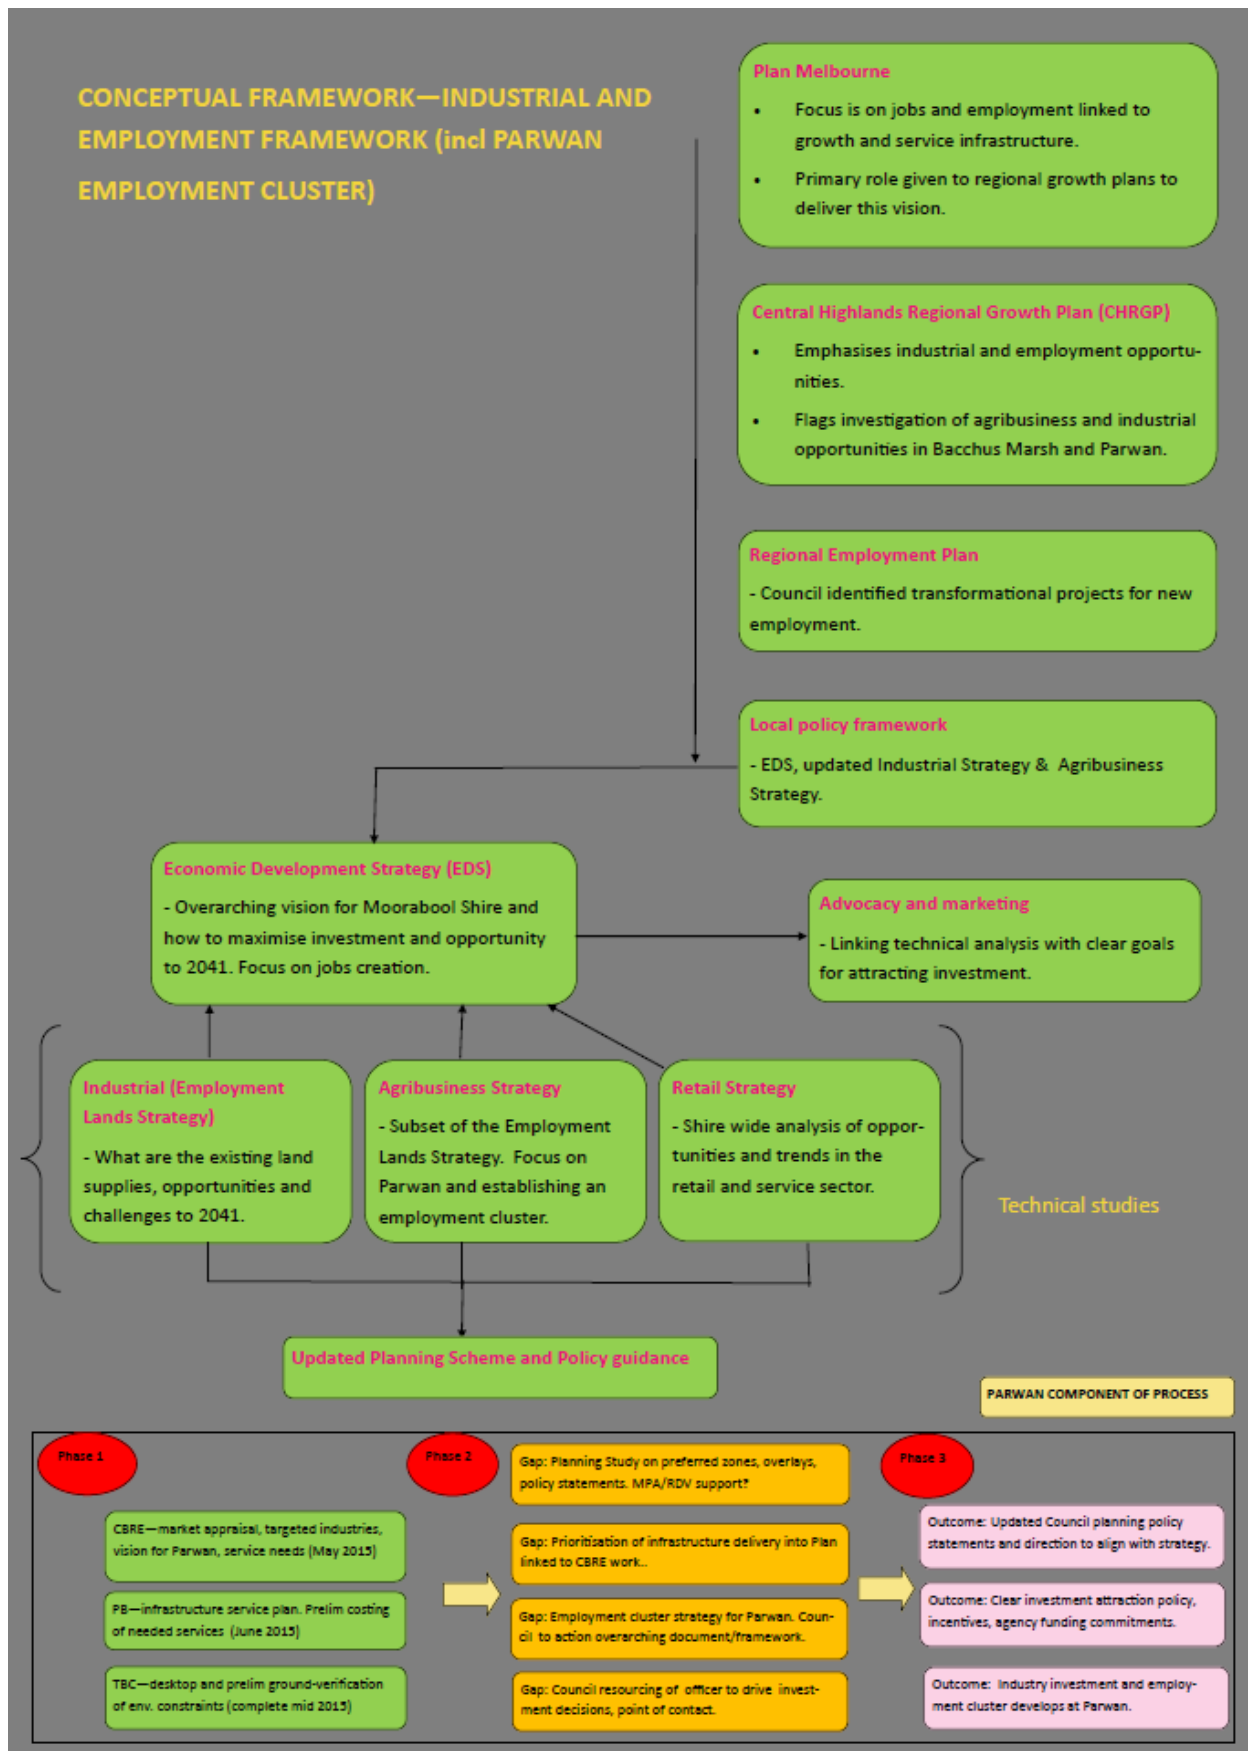 CONCEPTUAL FRAMEWORK—INDUSTRIAL AND
EMPLOYMENT FRAMEWORK (incl PARWAN
EMPLOYMENT CLUSTER)
Plan Melbourne
• Focus is on jobs and employment linked to
growth and service infrastructure.
• Primary role given to regional growth plans to
deliver this vision.
Central Highlands Regional Growth Plan (CHRGP)
• Emphasises industrial and employment opportu-
nities.
• Flags investigation of agribusiness and industrial
opportunities in Bacchus Marsh and Parwan.
Regional Employment Plan
- Council identified transformational projects for new
employment.
Local policy framework
- EDS, updated Industrial Strategy & Agribusiness
Strategy.
Economic Development Strategy (EDS)
- Overarching vision for Moorabool Shire and
how to maximise investment and opportunity
to 2041. Focus on jobs creation.
Advocacy and marketing
- Linking technical analysis with clear goals
for attracting investment.
Industrial (Employment
Lands Strategy)
- What are the existing land
supplies, opportunities and
challenges to 2041.
Agribusiness Strategy
- Subset of the Employment
Lands Strategy. Focus on
Parwan and establishing an
employment cluster.
Retail Strategy
- Shire wide analysis of oppor-
tunities and trends in the
retail and service sector.
Technical studies
Updated Planning Scheme and Policy guidance
PARWAN COMPONENT OF PROCESS
Phase 1
CBRE—market appraisal, targeted industries,
vision for Parwan, service needs (May 2015)
PB—infrastructure service plan. Prelim costing
of needed services (June 2015)
TBC—desktop and prelim ground-verification
of env. constraints (complete mid 2015)
Phase 2
Gap: Planning Study on preferred zones, overlays,
policy statements. MPA/RDV support?
Gap: Prioritisation of infrastructure delivery into Plan
linked to CBRE work..
Gap: Employment cluster strategy for Parwan. Coun-
cil to action overarching document/framework.
Gap: Council resourcing of officer to drive invest-
ment decisions, point of contact.
Phase 3
Outcome: Updated Council planning policy
statements and direction to align with strategy.
Outcome: Clear investment attraction policy,
incentives, agency funding commitments.
Outcome: Industry investment and employ-
ment cluster develops at Parwan.